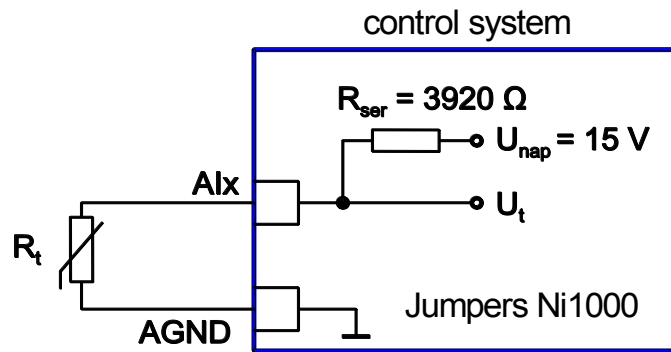 control system
R_ser = 3920 Ω
U_nap = 15 V
AIx
U_t
R_t
Jumpers Ni1000
AGND